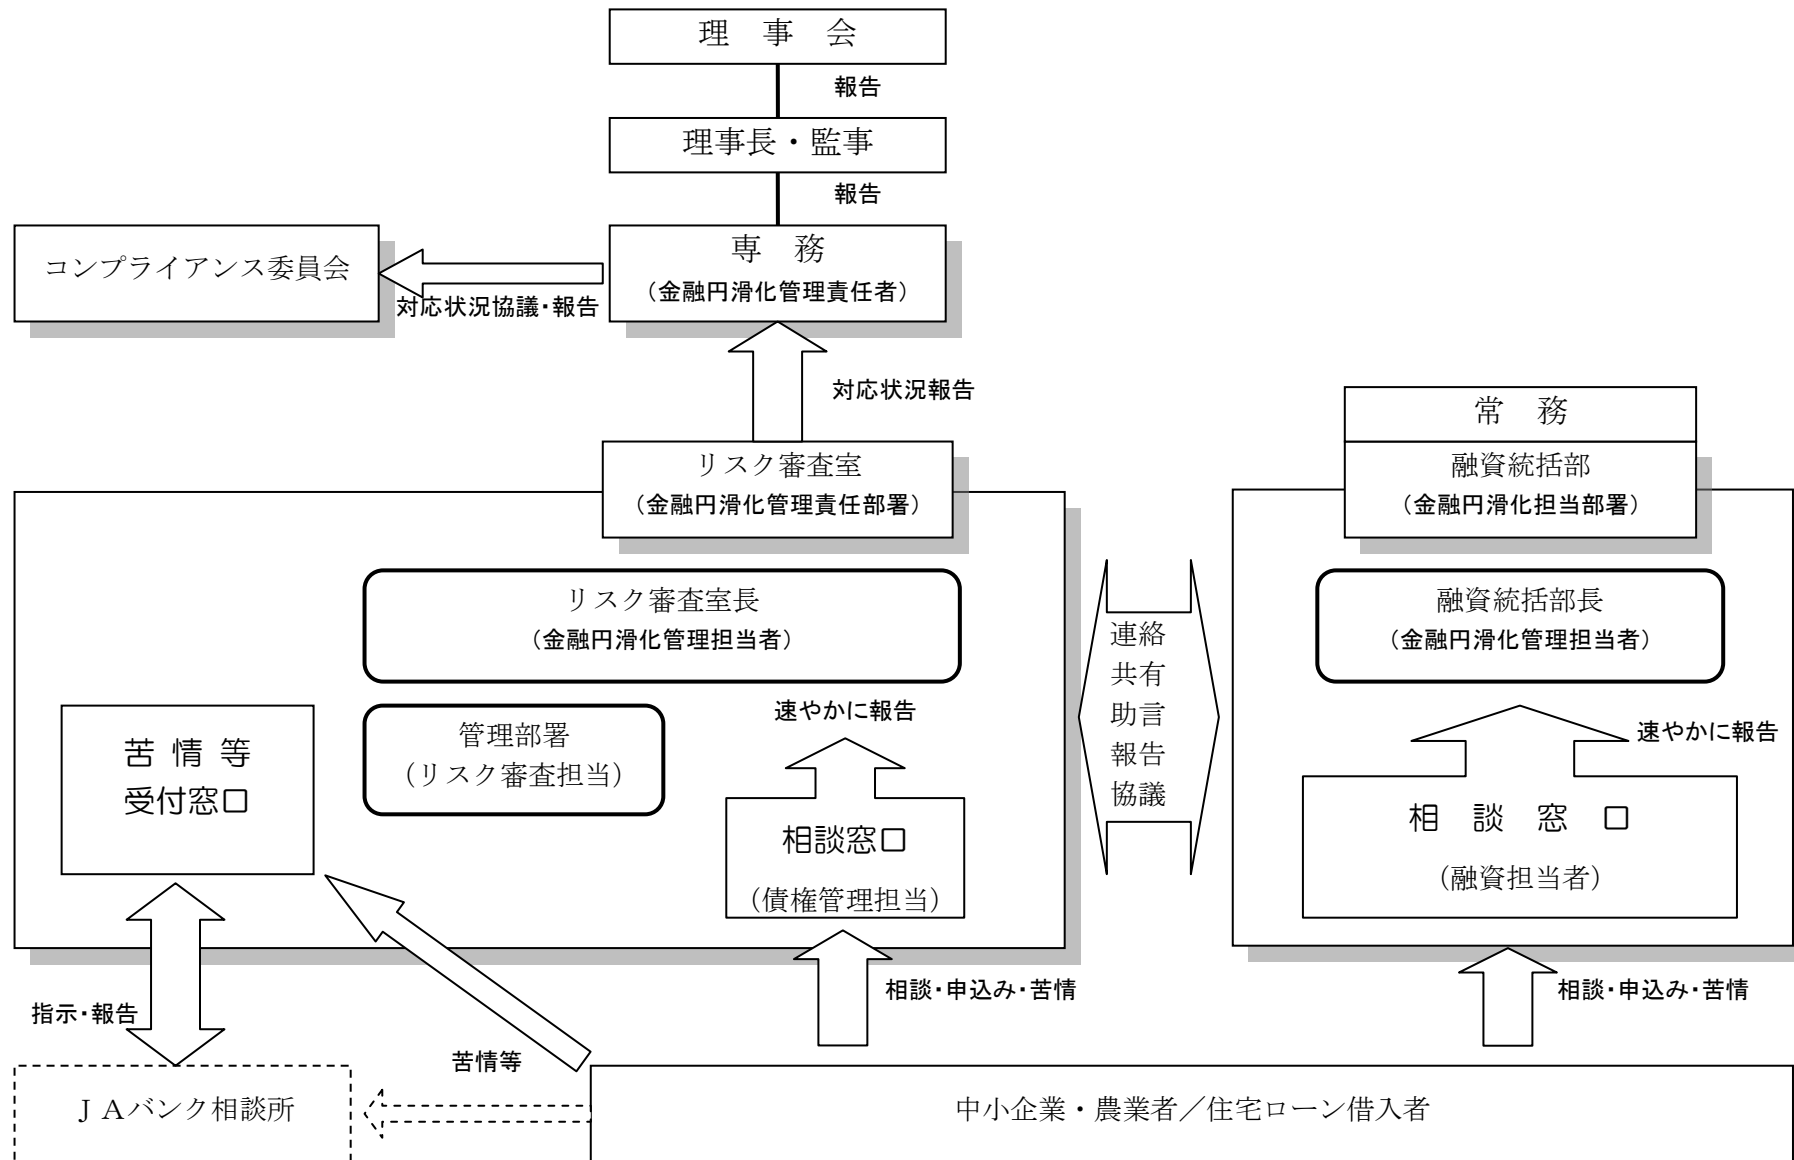 理　事　会
報告
理事長・監事
報告
専　務
（金融円滑化管理責任者）
コンプライアンス委員会
対応状況協議・報告
対応状況報告
リスク審査室
（金融円滑化管理責任部署）
常　務
融資統括部
（金融円滑化担当部署）
リスク審査室長
（金融円滑化管理担当者）
管理部署
（リスク審査担当）
速やかに報告
苦 情 等
受付窓口
相談窓口
（債権管理担当）
連絡
共有
助言
報告
協議
融資統括部長
（金融円滑化管理担当者）
速やかに報告
相　談　窓　口
（融資担当者）
指示・報告
苦情等
相談・申込み・苦情
相談・申込み・苦情
ＪＡバンク相談所
中小企業・農業者／住宅ローン借入者